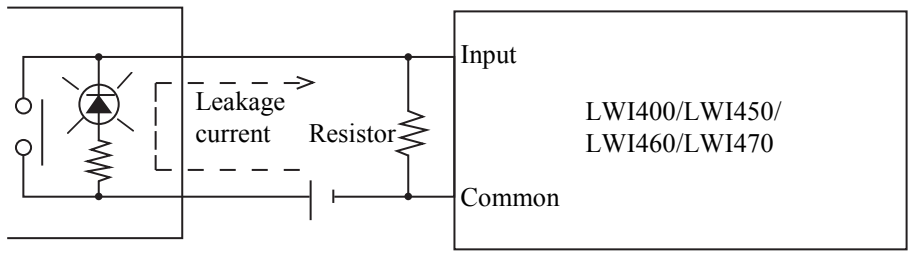 Input
Leakage
current
Resistor
LWI400/LWI450/
LWI460/LWI470
Common